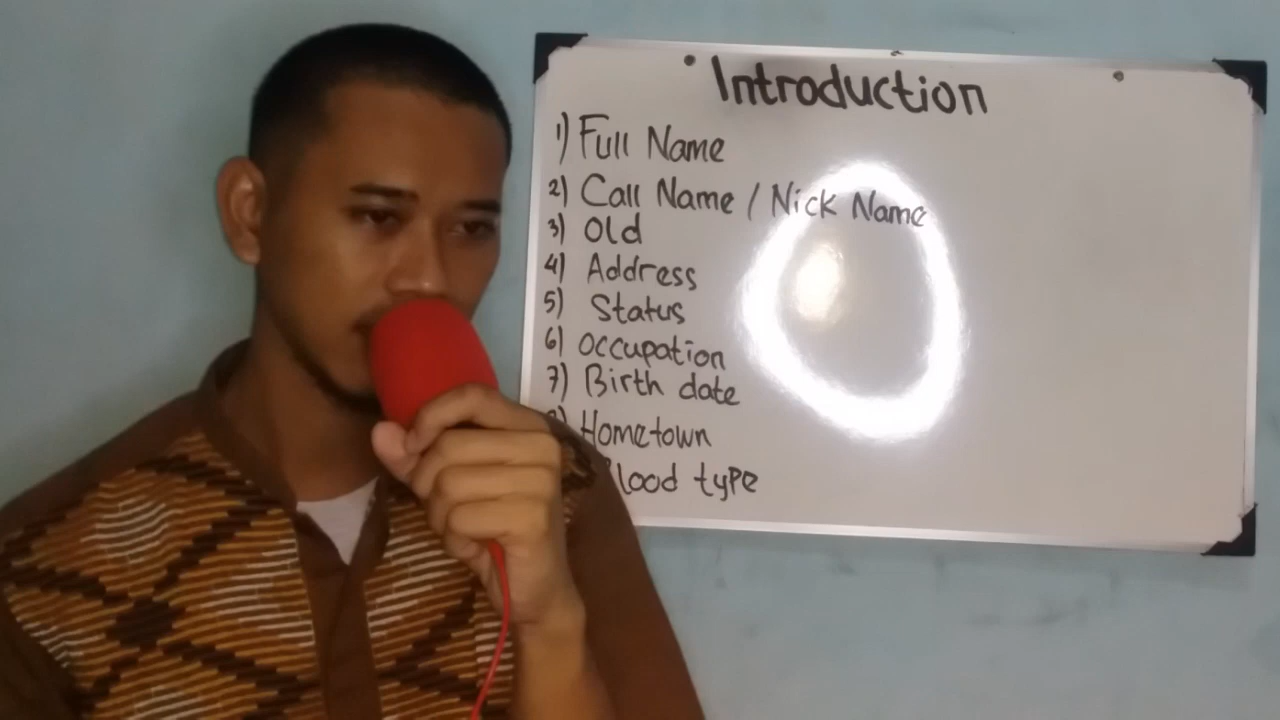 Introduction
1) Full Name
2) Call Name / Nick Name
3) Old
4) Address
5) Status
6) Occupation
7) Birth date
Hometown
type